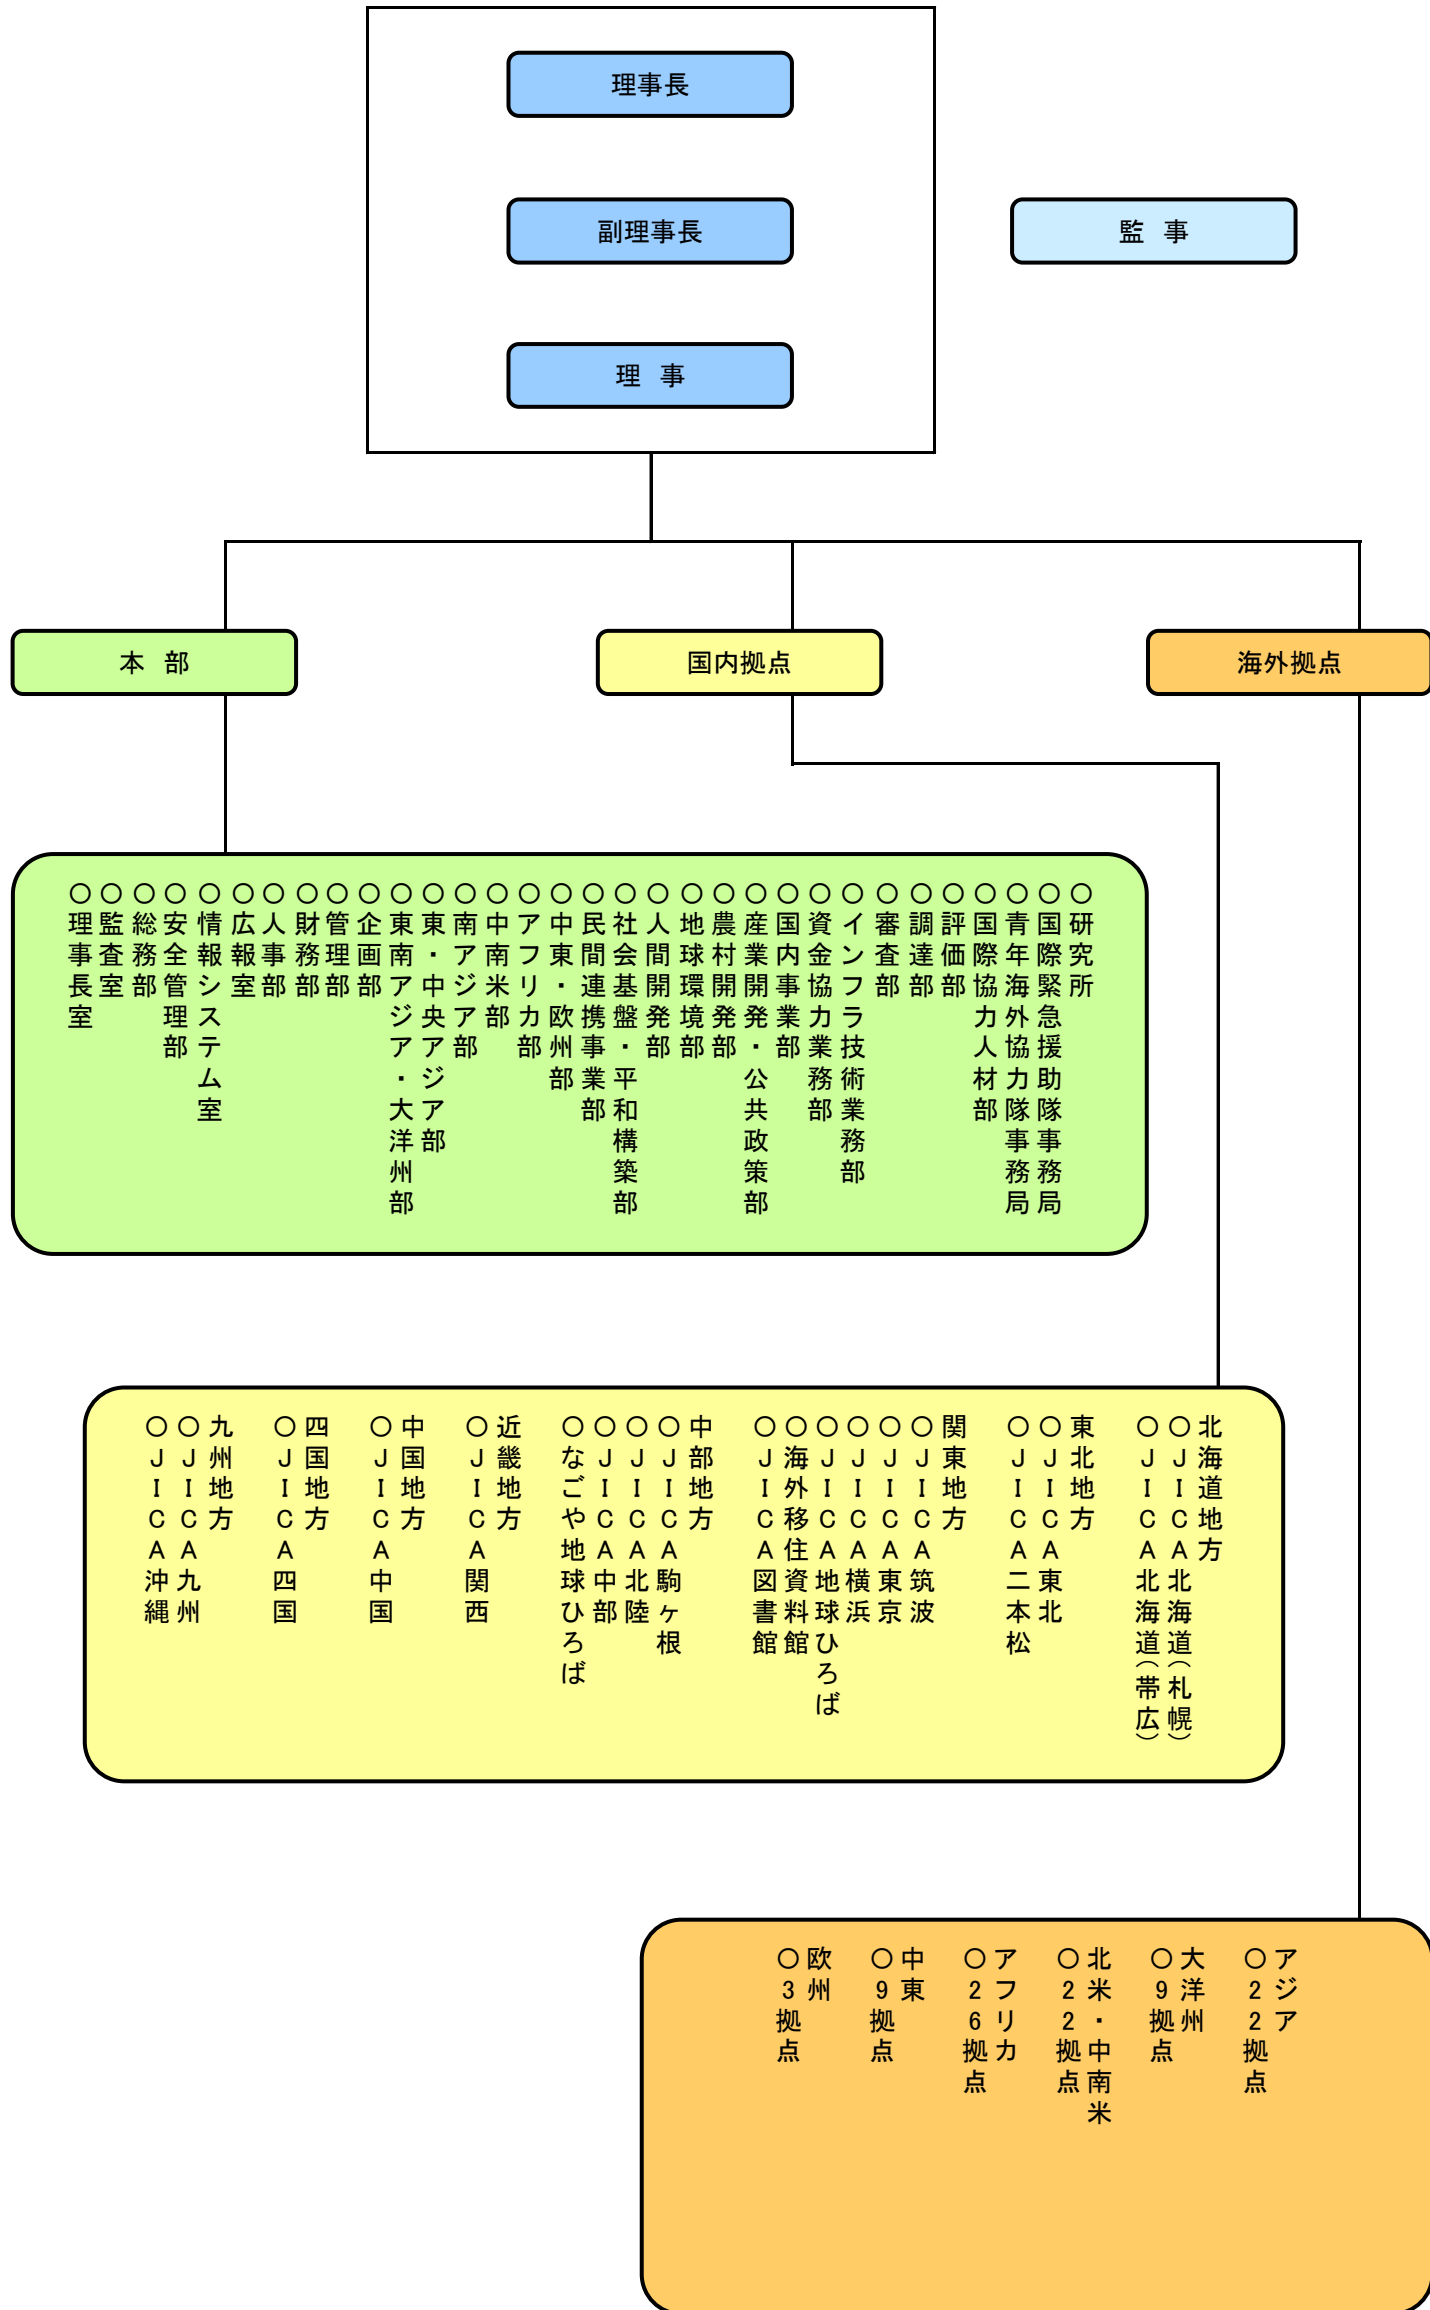 理事長
副理事長
監 事
理 事
本 部
国内拠点
海外拠点
○理事長室
○監査室
○総務部
○安全管理部
○情報システム室
○広報室
○人事部
○財務部
○管理部
○企画部
○東南アジア・大洋州部
○東・中央アジア部
○南アジア部
○中南米部
○アフリカ部
○中東・欧州部
○民間連携事業部
○社会基盤・平和構築部
○人間開発部
○地球環境部
○農村開発部
○産業開発・公共政策部
○国内事業部
○資金協力業務部
○インフラ技術業務部
○審査部
○調達部
○評価部
○国際協力人材部
○青年海外協力隊事務局
○国際緊急援助隊事務局
○研究所
北海道地方
○JICA北海道(札幌)
○JICA北海道(帯広)
東北地方
○JICA東北
○JICA二本松
関東地方
○JICA筑波
○JICA東京
○JICA横浜
○JICA地球ひろば
○海外移住資料館
○JICA図書館
中部地方
○JICA駒ヶ根
○JICA北陸
○JICA中部
○なごや地球ひろば
近畿地方
○JICA関西
中国地方
○JICA中国
四国地方
○JICA四国
九州地方
○JICA九州
○JICA沖縄
アジア
○22拠点
大洋州
○9拠点
北米・中南米
○22拠点
アフリカ
○26拠点
中東
○9拠点
欧州
○3拠点